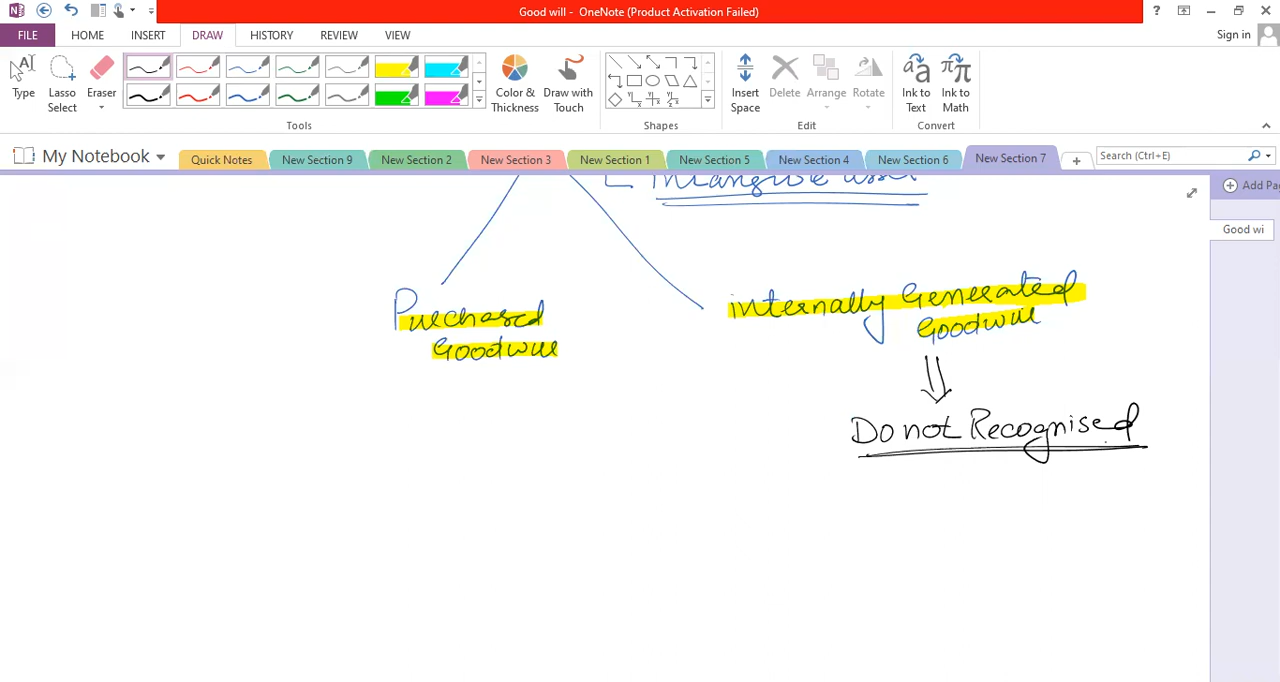 Good will - OneNote (Product Activation Failed)
?
FILE HOME INSERT DRAW HISTORY REVIEW VIEW
Sign in
Type
Lasso Select
Eraser
Color & Thickness
Draw with Touch
Insert Space
Delete
Arrange
Rotate
Ink to Text
Ink to Math
Tools
Shapes
Edit
Convert
My Notebook
Quick Notes New Section 9 New Section 2 New Section 3 New Section 1 New Section 5 New Section 4 New Section 6 New Section 7
Search (Ctrl+E)
Add Pa
Good wi
Intangible asset
Purchased
Goodwill
internally Generated
Goodwill
Do not Recognised